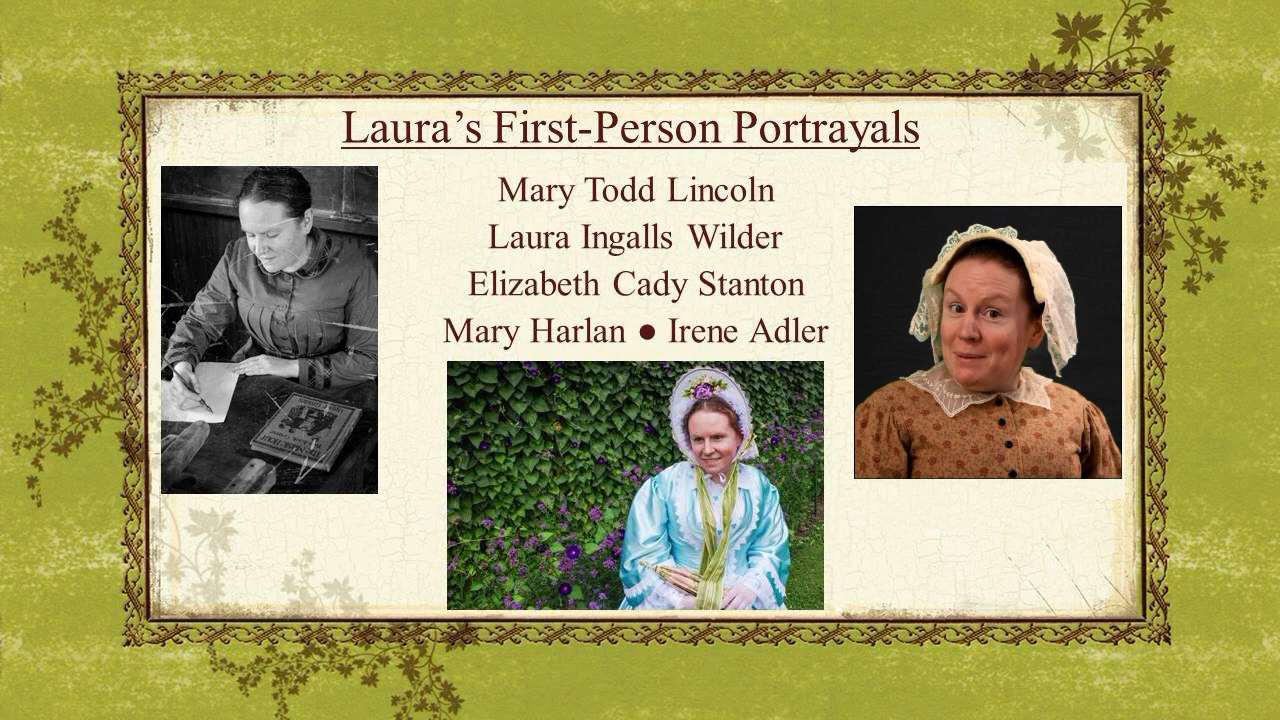 Laura’s First-Person Portrayals
Mary Todd Lincoln
Laura Ingalls Wilder
Elizabeth Cady Stanton
Mary Harlan ● Irene Adler